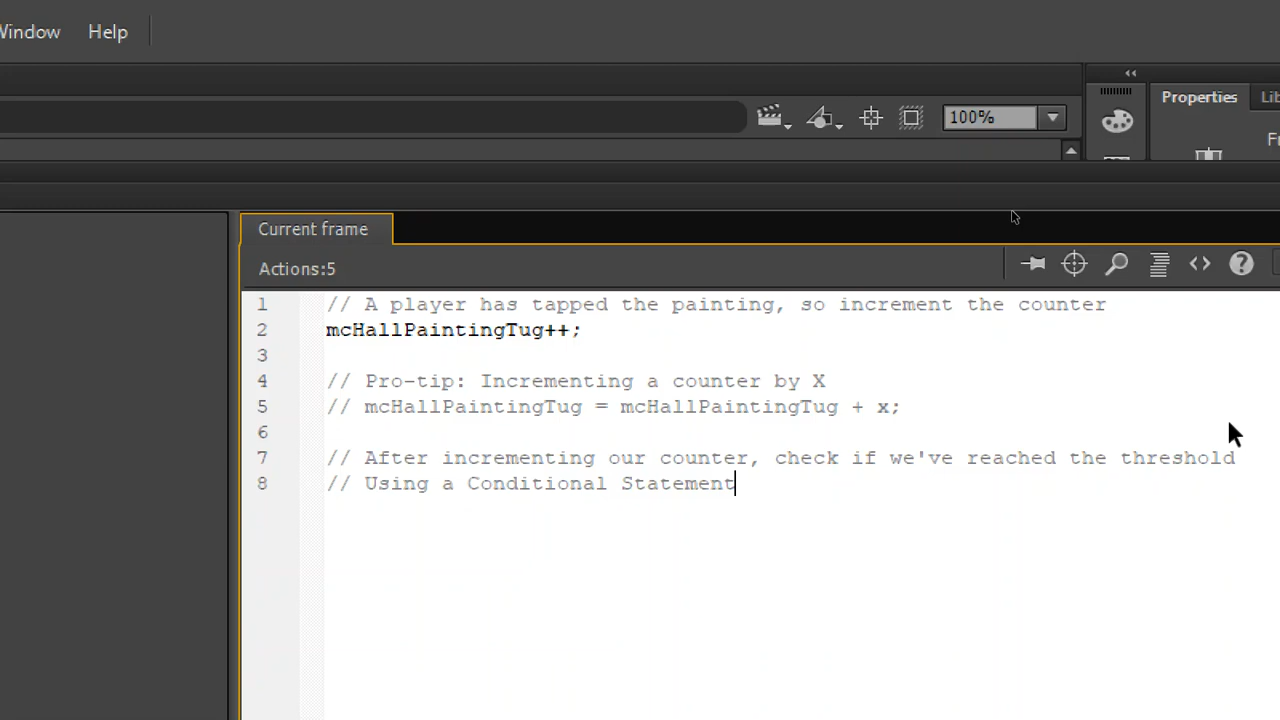 Window Help
100%
Properties
Current frame
Actions:5
1 // A player has tapped the painting, so increment the counter
2 mcHallPaintingTug++;
3
4 // Pro-tip: Incrementing a counter by X
5 // mcHallPaintingTug = mcHallPaintingTug + x;
6
7 // After incrementing our counter, check if we've reached the threshold
8 // Using a Conditional Statement